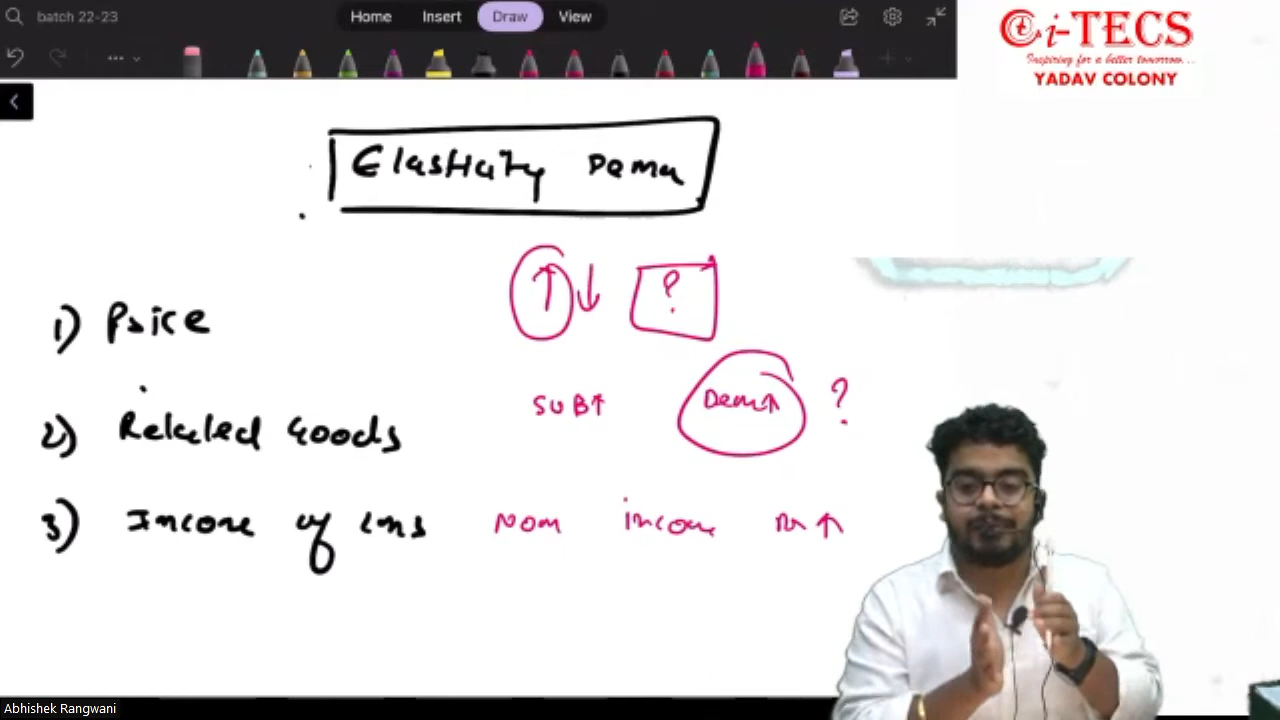 batch 22-23
Home Insert Draw View
i-TECS
Inspiring for a better tomorrow...
YADAV COLONY
Elasticity Dema
↑ ↓ ?
1) Price
SUB↑ Dem↑ ?
2) Related Goods
3) Income of Cons Nom income ↑
Abhishek Rangwani